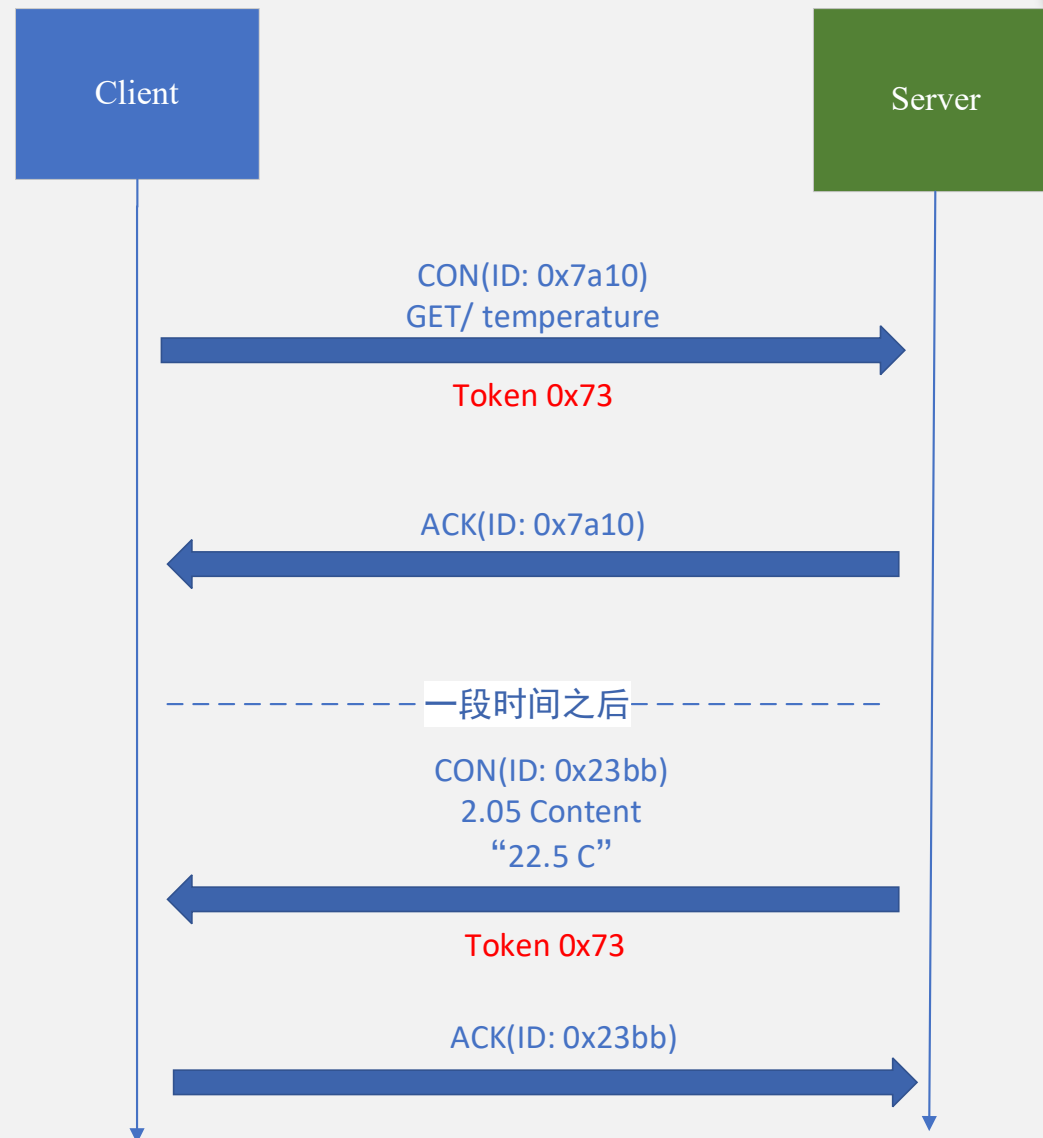 Client
Server
CON(ID: 0x7a10)
GET/ temperature
Token 0x73
ACK(ID: 0x7a10)
一段时间之后
CON(ID: 0x23bb)
2.05 Content
“22.5 C”
Token 0x73
ACK(ID: 0x23bb)